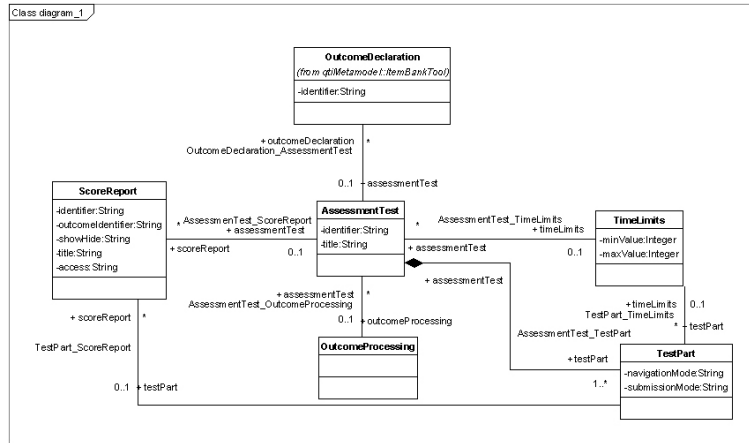 Class diagram_1
OutcomeDeclaration
(from qtiMetamodel::ItemBankTool)
-identifier:String
+ outcomeDeclaration *
OutcomeDeclaration_AssessmentTest
0..1 + assessmentTest
ScoreReport
-identifier:String
-outcomeIdentifier:String
-showHide:String
-title:String
-access:String
* AssessmenTest_ScoreReport
+ assessmentTest
+ scoreReport 0..1
AssessmentTest
-identifier:String
-title:String
* AssessmentTest_TimeLimits
+ timeLimits
+ assessmentTest 0..1
+ assessmentTest
TimeLimits
-minValue:Integer
-maxValue:Integer
+ assessmentTest *
AssessmentTest_OutcomeProcessing
0..1 + outcomeProcessing
OutcomeProcessing
+ timeLimits 0..1
TestPart_TimeLimits
* + testPart
AssessmentTest_TestPart
+ testPart
1..*
TestPart
-navigationMode:String
-submissionMode:String
+ scoreReport *
TestPart_ScoreReport
0..1 + testPart